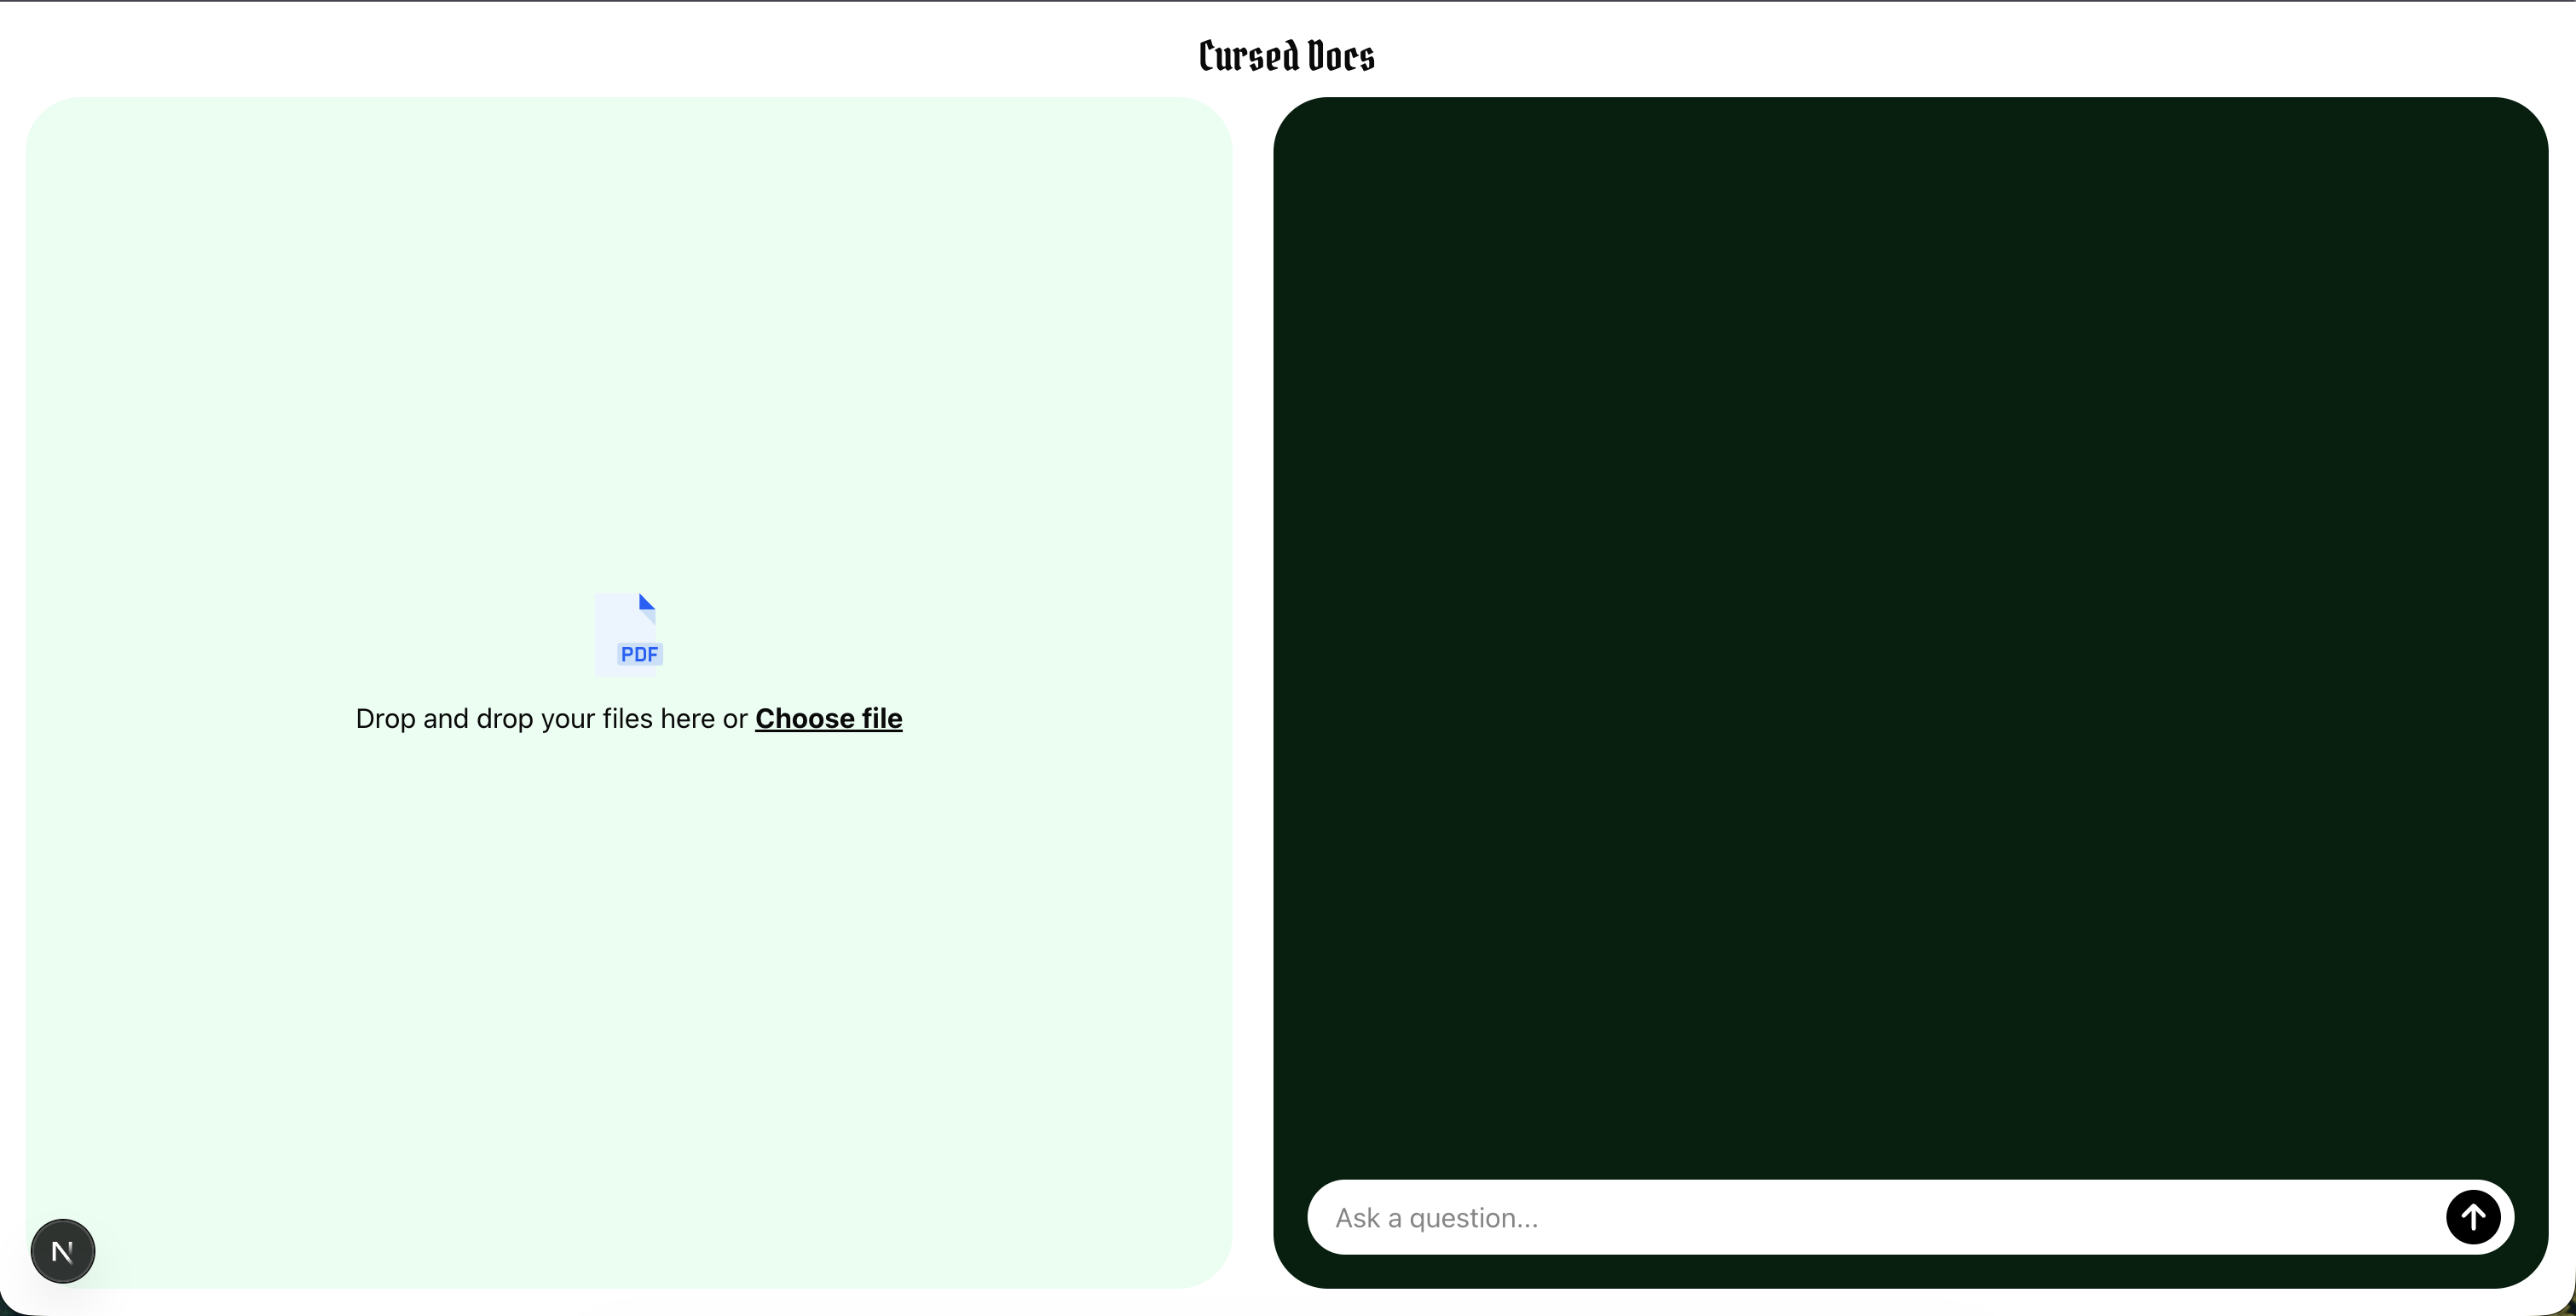 Cursed Docs
PDF
Drop and drop your files here or Choose file
Ask a question...
N